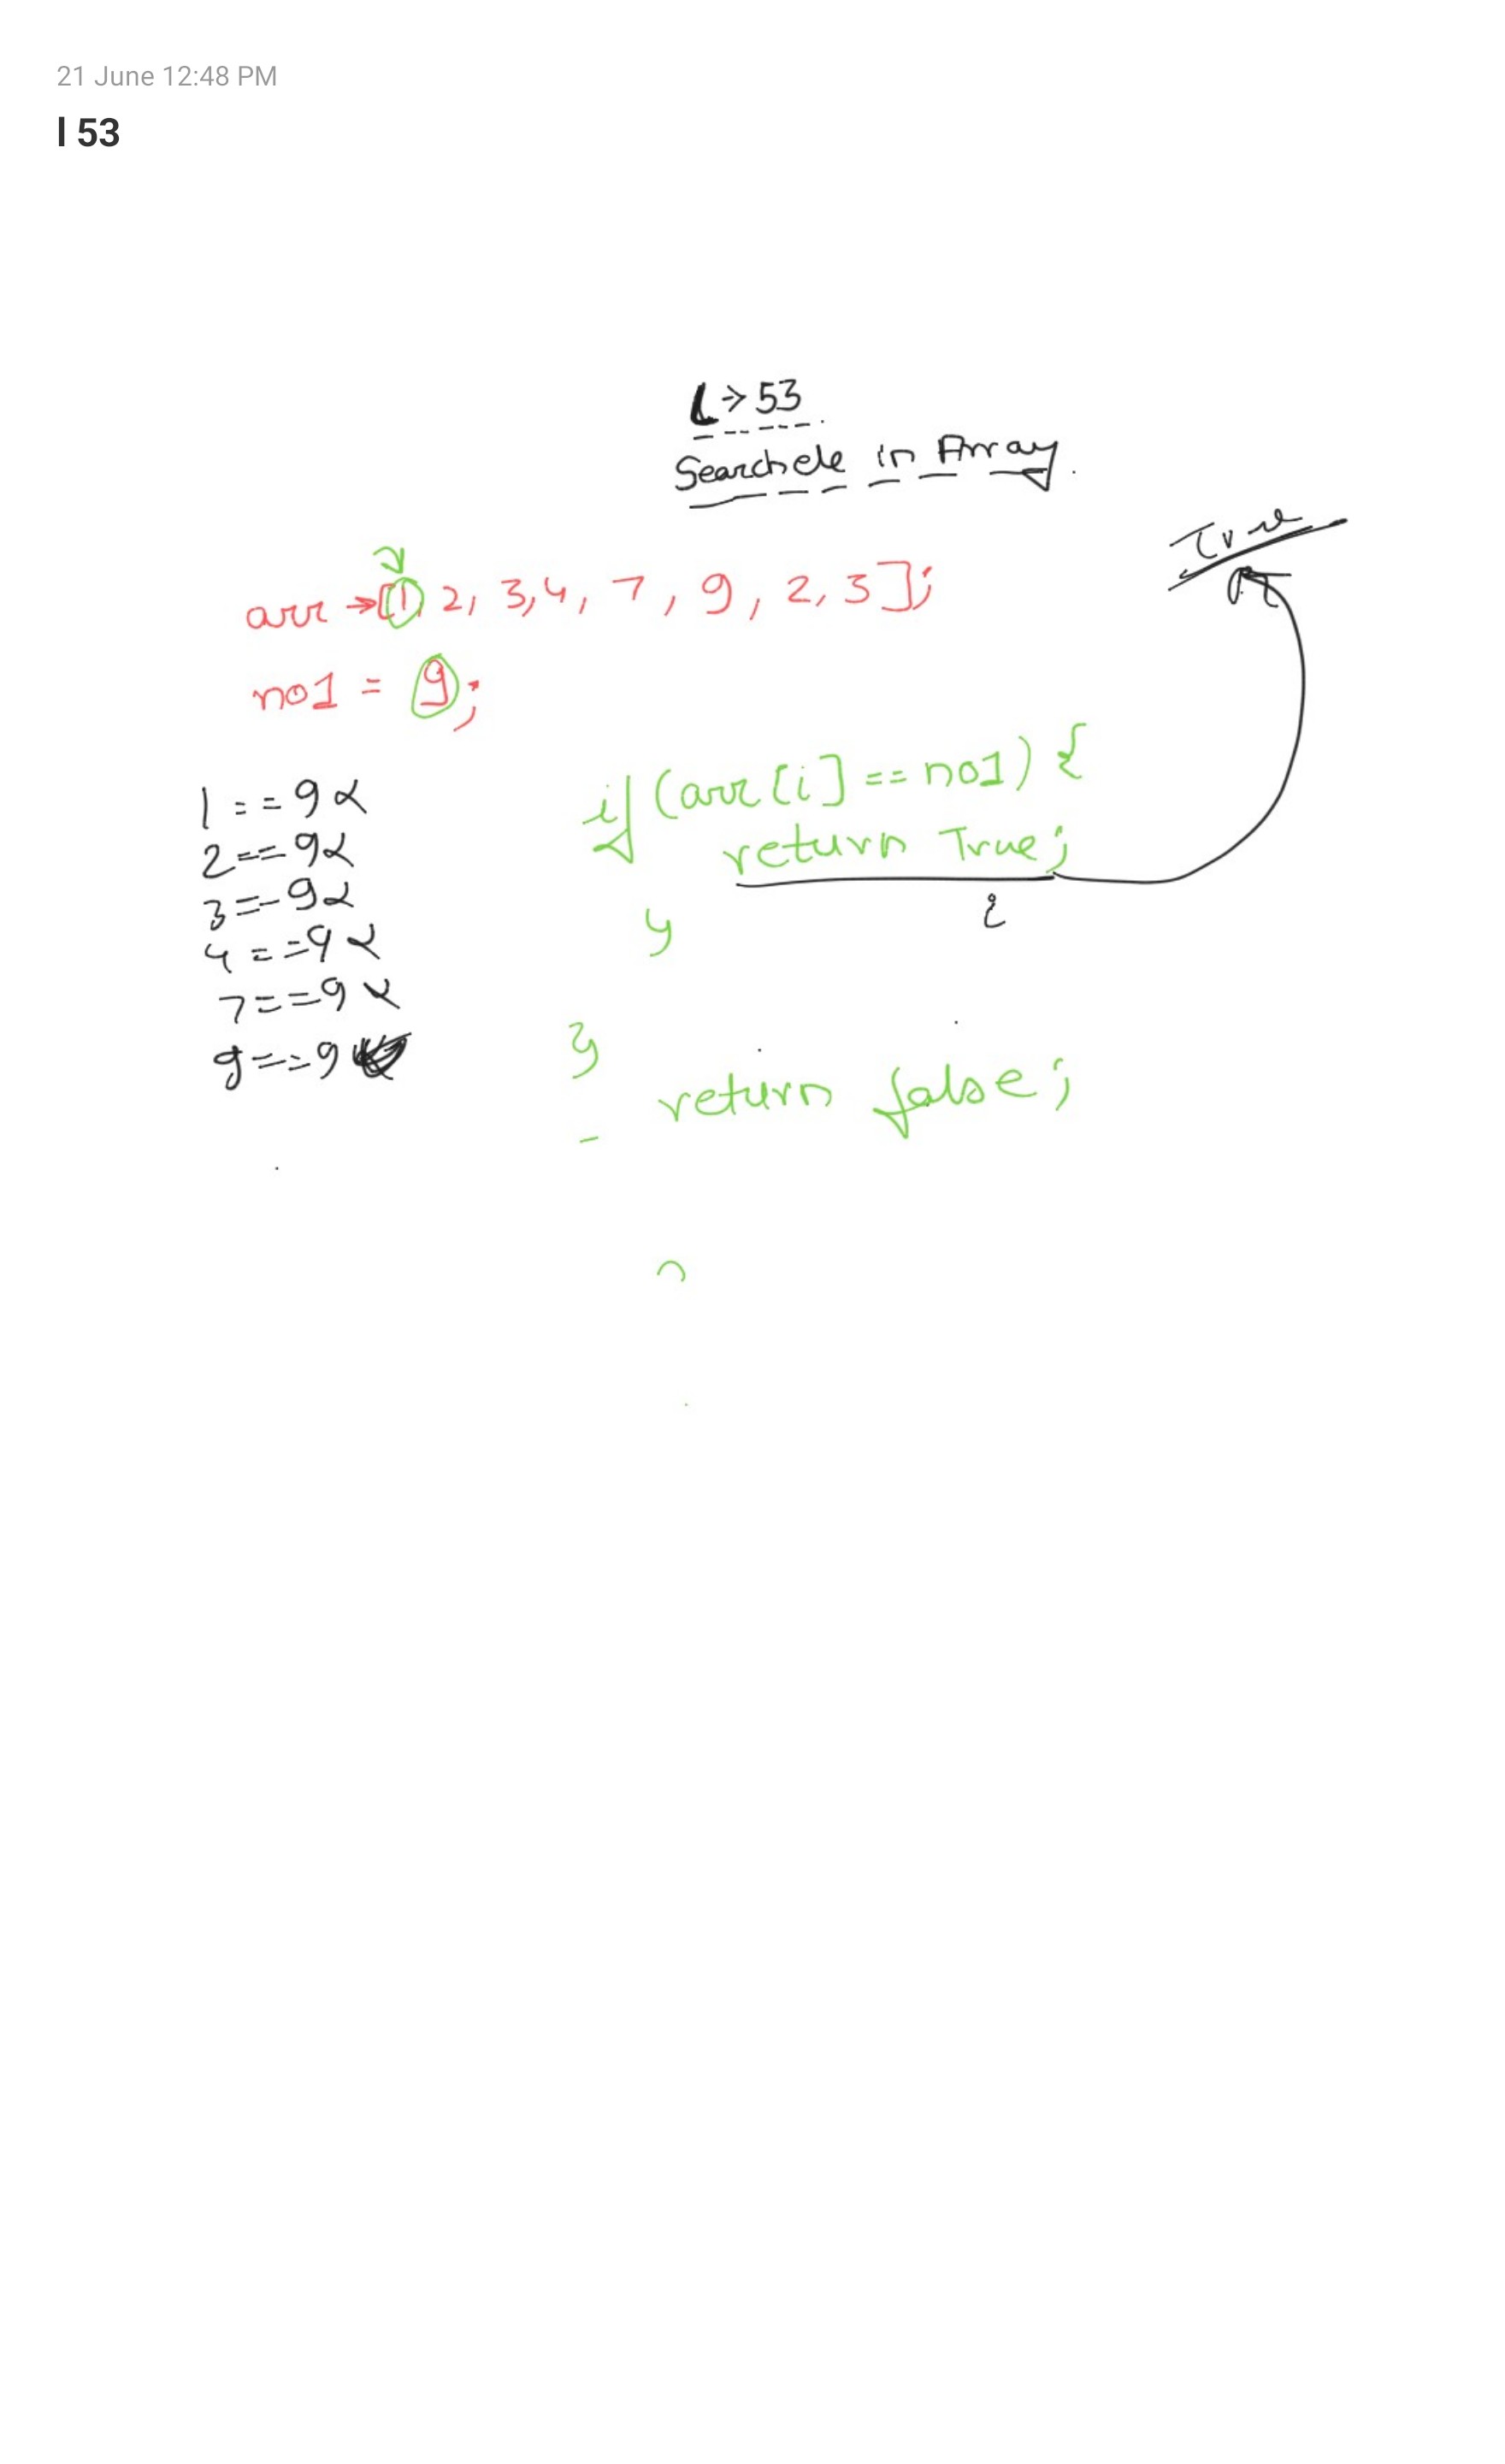 21 June 12:48 PM
l 53
L->53
Search ele in Array.
True
arr →[1, 2, 3, 4, 7, 9, 2, 3];
no1 = 9;
if (arr[i] == no1) {
return True;
}
}
return false;
1 == 9 x
2 == 9 x
3 == 9 x
4 == 9 x
7 == 9 x
9 == 9